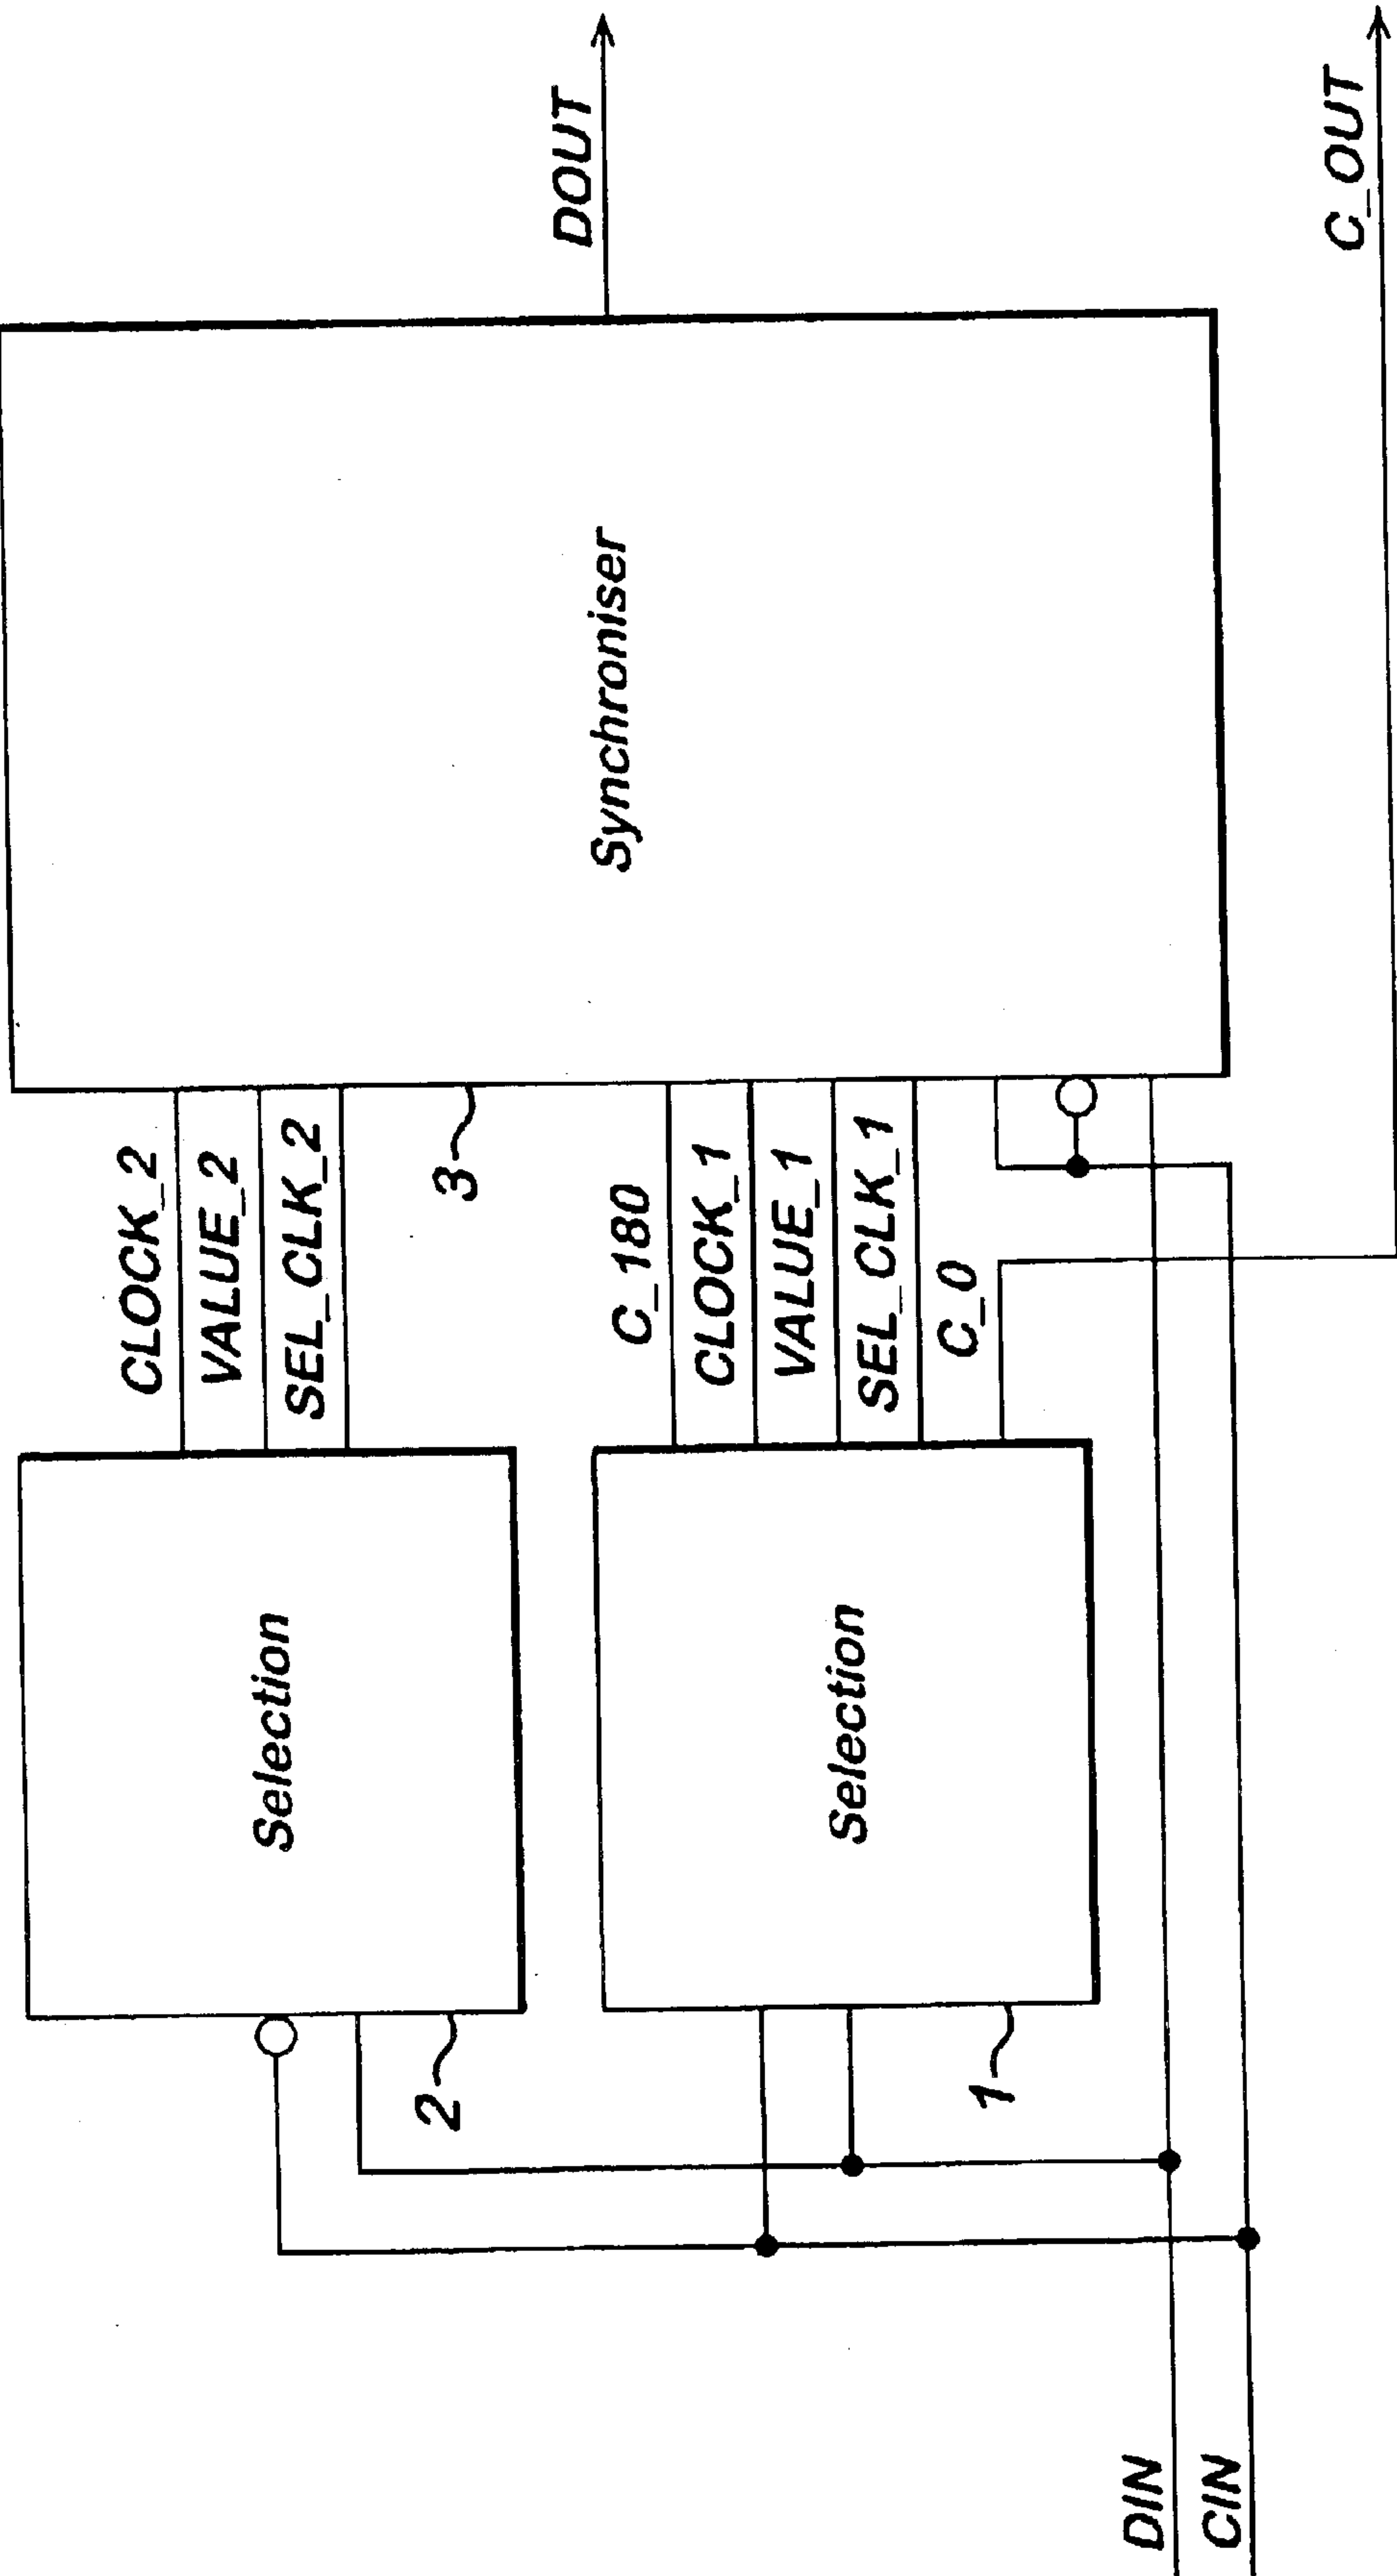 CLOCK_2
VALUE_2
SEL_CLK_2
Selection
2
Synchroniser
3
DOUT
C_180
CLOCK_1
VALUE_1
SEL_CLK_1
C_0
Selection
1
DIN
CIN
C_OUT